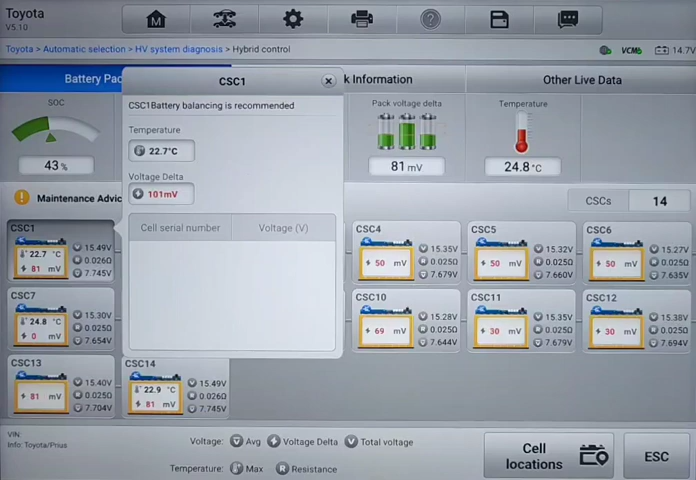 Toyota
V5.10
VCMI
14.7V
Toyota > Automatic selection > HV system diagnosis > Hybrid control
Battery Pac
k Information
Other Live Data
SOC
43 %
Pack voltage delta
81 mV
Temperature
24.8 °C
Maintenance Advic
CSCs
14
CSC1
CSC1Battery balancing is recommended
Temperature
22.7°C
Voltage Delta
101mV
Cell serial number
Voltage (V)
CSC1
22.7 °C
81 mV
15.49V
0.026Ω
7.745V
CSC4
50 mV
15.35V
0.025Ω
7.679V
CSC5
50 mV
15.32V
0.025Ω
7.660V
CSC6
50 mV
15.27V
0.025Ω
7.635V
CSC7
24.8 °C
0 mV
15.30V
0.025Ω
7.654V
CSC10
69 mV
15.28V
0.025Ω
7.644V
CSC11
30 mV
15.35V
0.025Ω
7.679V
CSC12
30 mV
15.38V
0.025Ω
7.694V
CSC13
81 mV
15.40V
0.025Ω
7.704V
CSC14
22.9 °C
81 mV
15.49V
0.026Ω
7.745V
VIN:
Info: Toyota/Prius
Voltage: Avg Voltage Delta V Total voltage
Temperature: Max R Resistance
Cell
locations
ESC